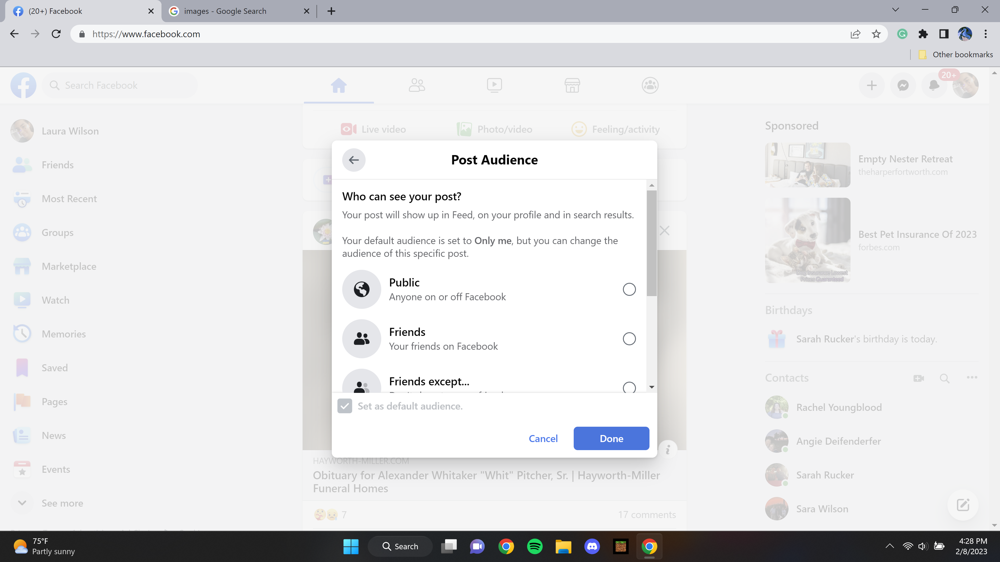 (20+) Facebook
images - Google Search
https://www.facebook.com
Other bookmarks
Search Facebook
20+
Laura Wilson
Friends
Most Recent
Groups
Marketplace
Watch
Memories
Saved
Pages
News
Events
See more
Live video
Photo/video
Feeling/activity
Post Audience
Who can see your post?
Your post will show up in Feed, on your profile and in search results.
Your default audience is set to Only me, but you can change the
audience of this specific post.
Public
Anyone on or off Facebook
Friends
Your friends on Facebook
Friends except...
Set as default audience.
Cancel
Done
HAYWORTH-MILLER.COM
Obituary for Alexander Whitaker "Whit" Pitcher, Sr. | Hayworth-Miller
Funeral Homes
7
17 comments
Sponsored
Empty Nester Retreat
theharperfortworth.com
Best Pet Insurance Of 2023
forbes.com
Dog Insurance Lowest
Prices Guaranteed
Birthdays
Sarah Rucker's birthday is today.
Contacts
Rachel Youngblood
Angie Deifenderfer
Sarah Rucker
Sara Wilson
75°F
Partly sunny
Search
4:28 PM
2/8/2023